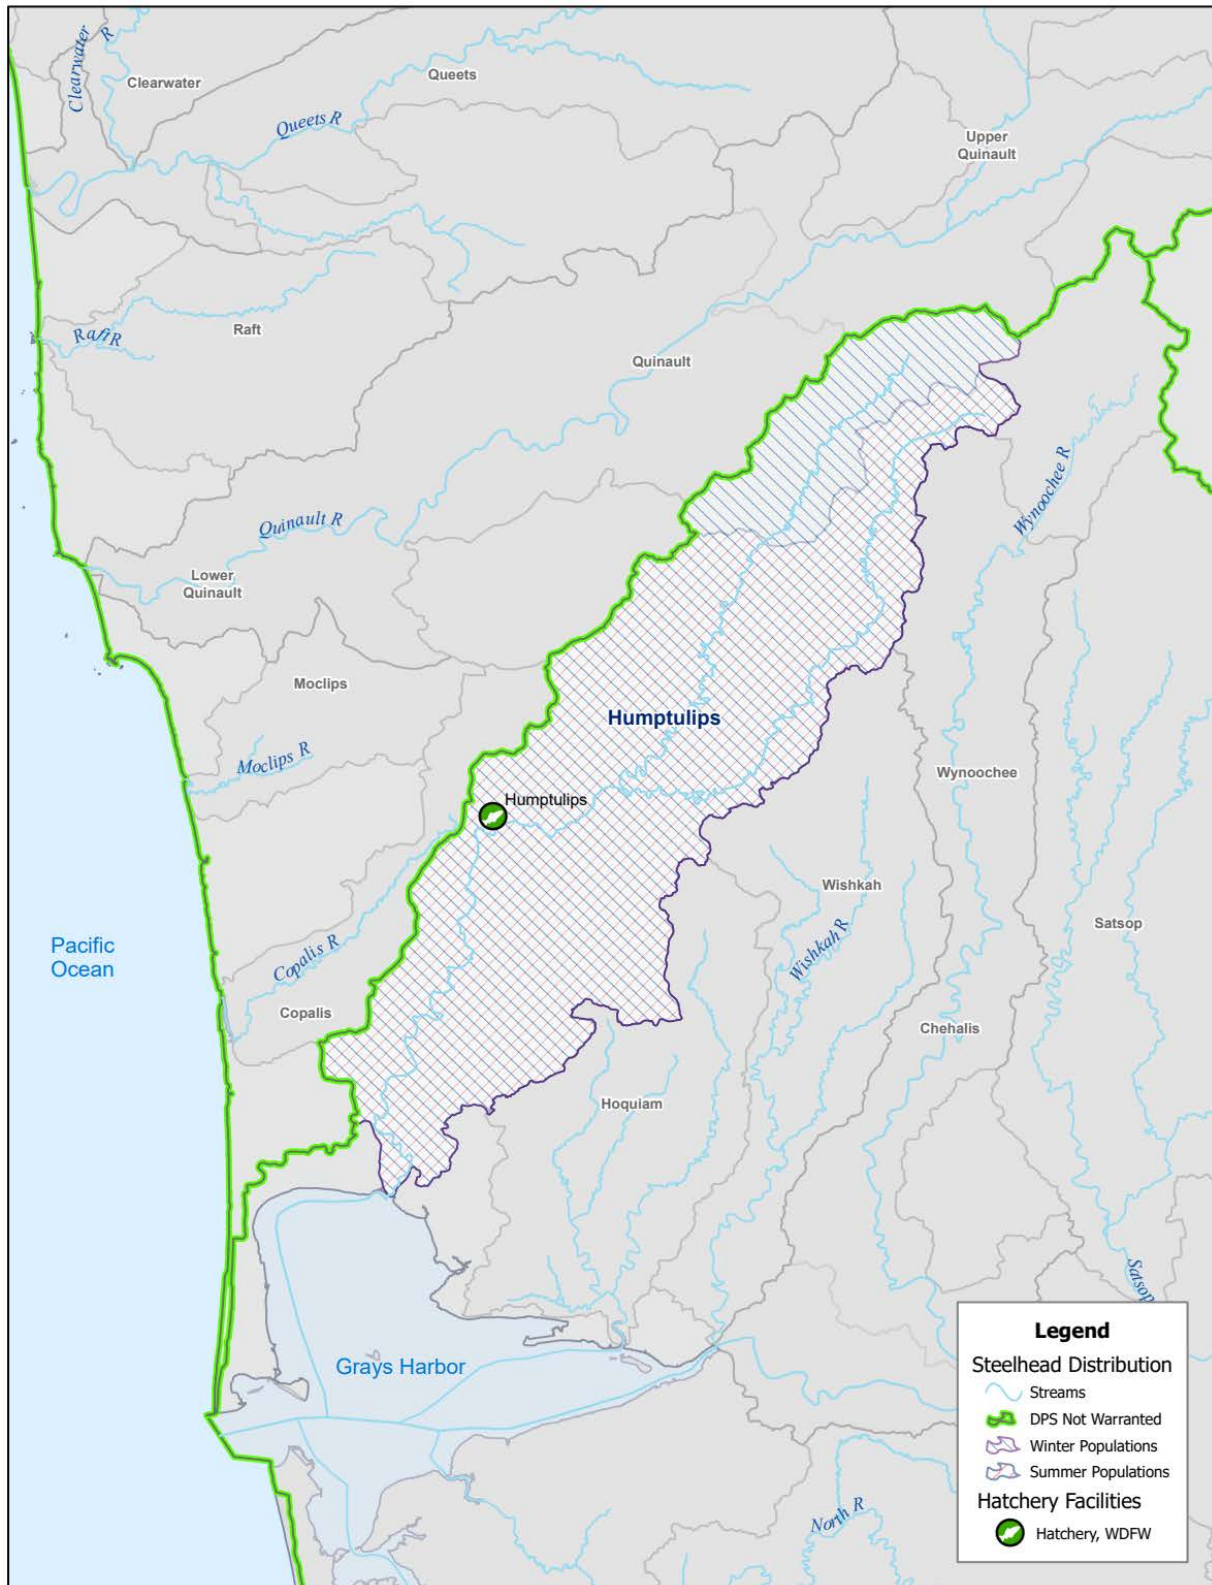 Clearwater
R
Clearwater
Queets
Queets R
Upper
Quinault
Raft R
Raft
Quinault
Quinault R
Lower
Quinault
Wynoochee R
Moclips
Humptulips
Moclips R
Wynoochee
Humptulips
Wishkah
Satsop
Wishkah R
Pacific
Ocean
Copalis R
Copalis
Chehalis
Hoquiam
Satsop
Grays Harbor
North R
Legend
Steelhead Distribution
Streams
DPS Not Warranted
Winter Populations
Summer Populations
Hatchery Facilities
Hatchery, WDFW